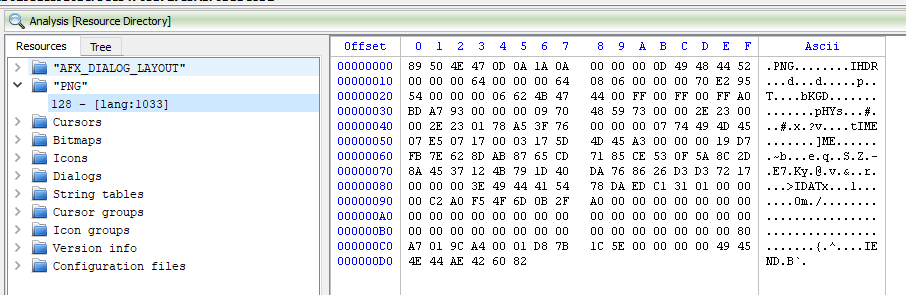 Analysis [Resource Directory]
Resources Tree
"AFX_DIALOG_LAYOUT"
"PNG"
128 - [lang:1033]
Cursors
Bitmaps
Icons
Dialogs
String tables
Cursor groups
Icon groups
Version info
Configuration files
Offset 0 1 2 3 4 5 6 7 8 9 A B C D E F Ascii
00000000 89 50 4E 47 0D 0A 1A 0A 00 00 00 0D 49 48 44 52 .PNG........IHDR
00000010 00 00 00 64 00 00 00 64 08 06 00 00 00 70 E2 95 ...d...d.....p..
00000020 54 00 00 00 06 62 4B 47 44 00 FF 00 FF 00 FF A0 T....bKGD.......
00000030 BD A7 93 00 00 00 09 70 48 59 73 00 00 2E 23 00 .......pHYs...#.
00000040 00 2E 23 01 78 A5 3F 76 00 00 00 07 74 49 4D 45 ..#.x.?v....tIME
00000050 07 E5 07 17 00 03 17 5D 4D 45 A3 00 00 00 19 D7 .......]ME......
00000060 FB 7E 62 8D AB 87 65 CD 71 85 CE 53 0F 5A 8C 2D .~b...e.q..S.Z.-
00000070 8A 45 37 12 4B 79 1D 40 DA 76 86 26 D3 D3 72 17 .E7.Ky.@.v.&..r.
00000080 00 00 00 3E 49 44 41 54 78 DA ED C1 31 01 00 00 ...>IDATx...1...
00000090 00 C2 A0 F5 4F 6D 0B 2F A0 00 00 00 00 00 00 00 ....Om./........
000000A0 00 00 00 00 00 00 00 00 00 00 00 00 00 00 00 00 ................
000000B0 00 00 00 00 00 00 00 00 00 00 00 00 00 00 00 80 ................
000000C0 A7 01 9C A4 00 01 D8 7B 1C 5E 00 00 00 00 49 45 .......{.^....IE
000000D0 4E 44 AE 42 60 82 ND.B`.